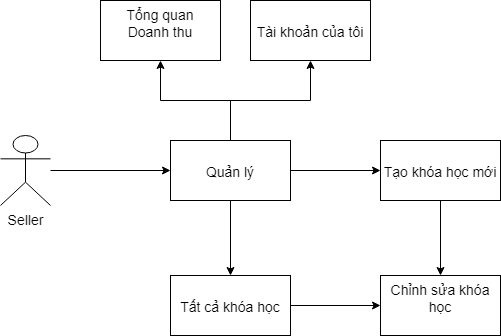 Tổng quan
Doanh thu
Tài khoản của tôi
Quản lý
Tạo khóa học mới
Seller
Tất cả khóa học
Chỉnh sửa khóa
học